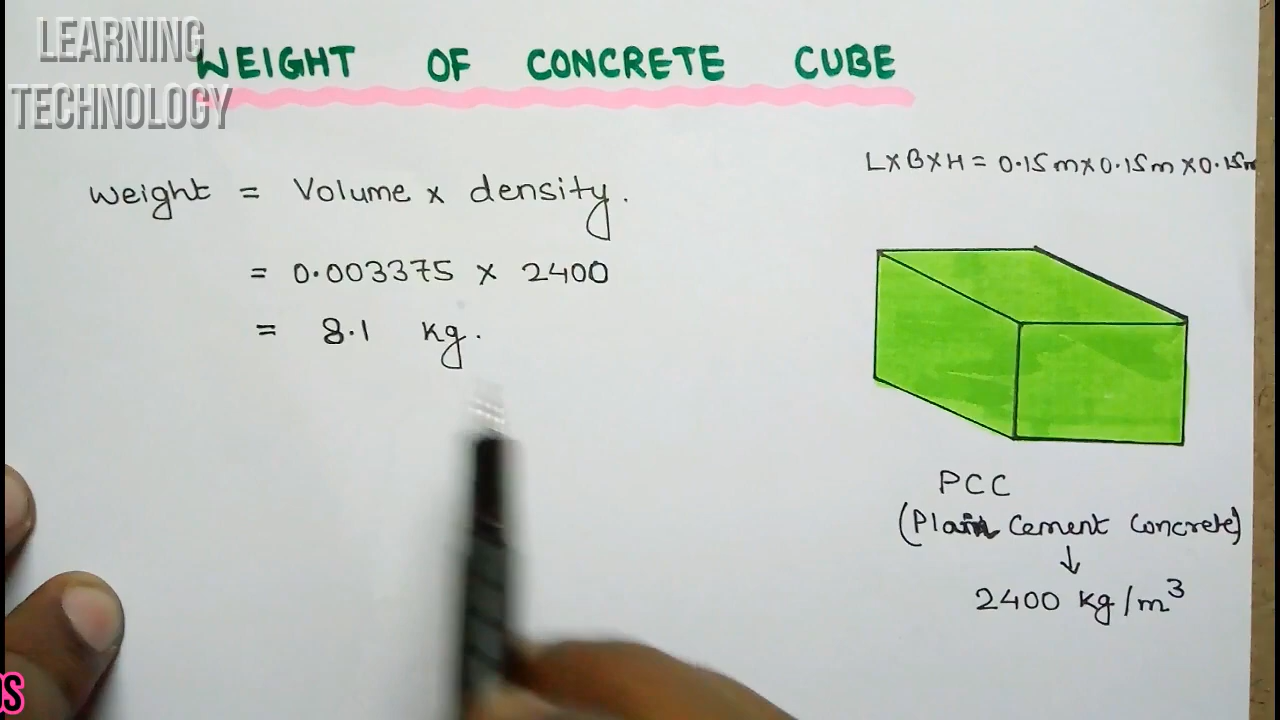 LEARNING
TECHNOLOGY
WEIGHT OF CONCRETE CUBE
L×B×H = 0.15m×0.15m×0.15m
Weight = Volume × density.
= 0.003375 × 2400
= 8.1 kg.
PCC
(Plain Cement Concrete)
↓
2400 kg/m³